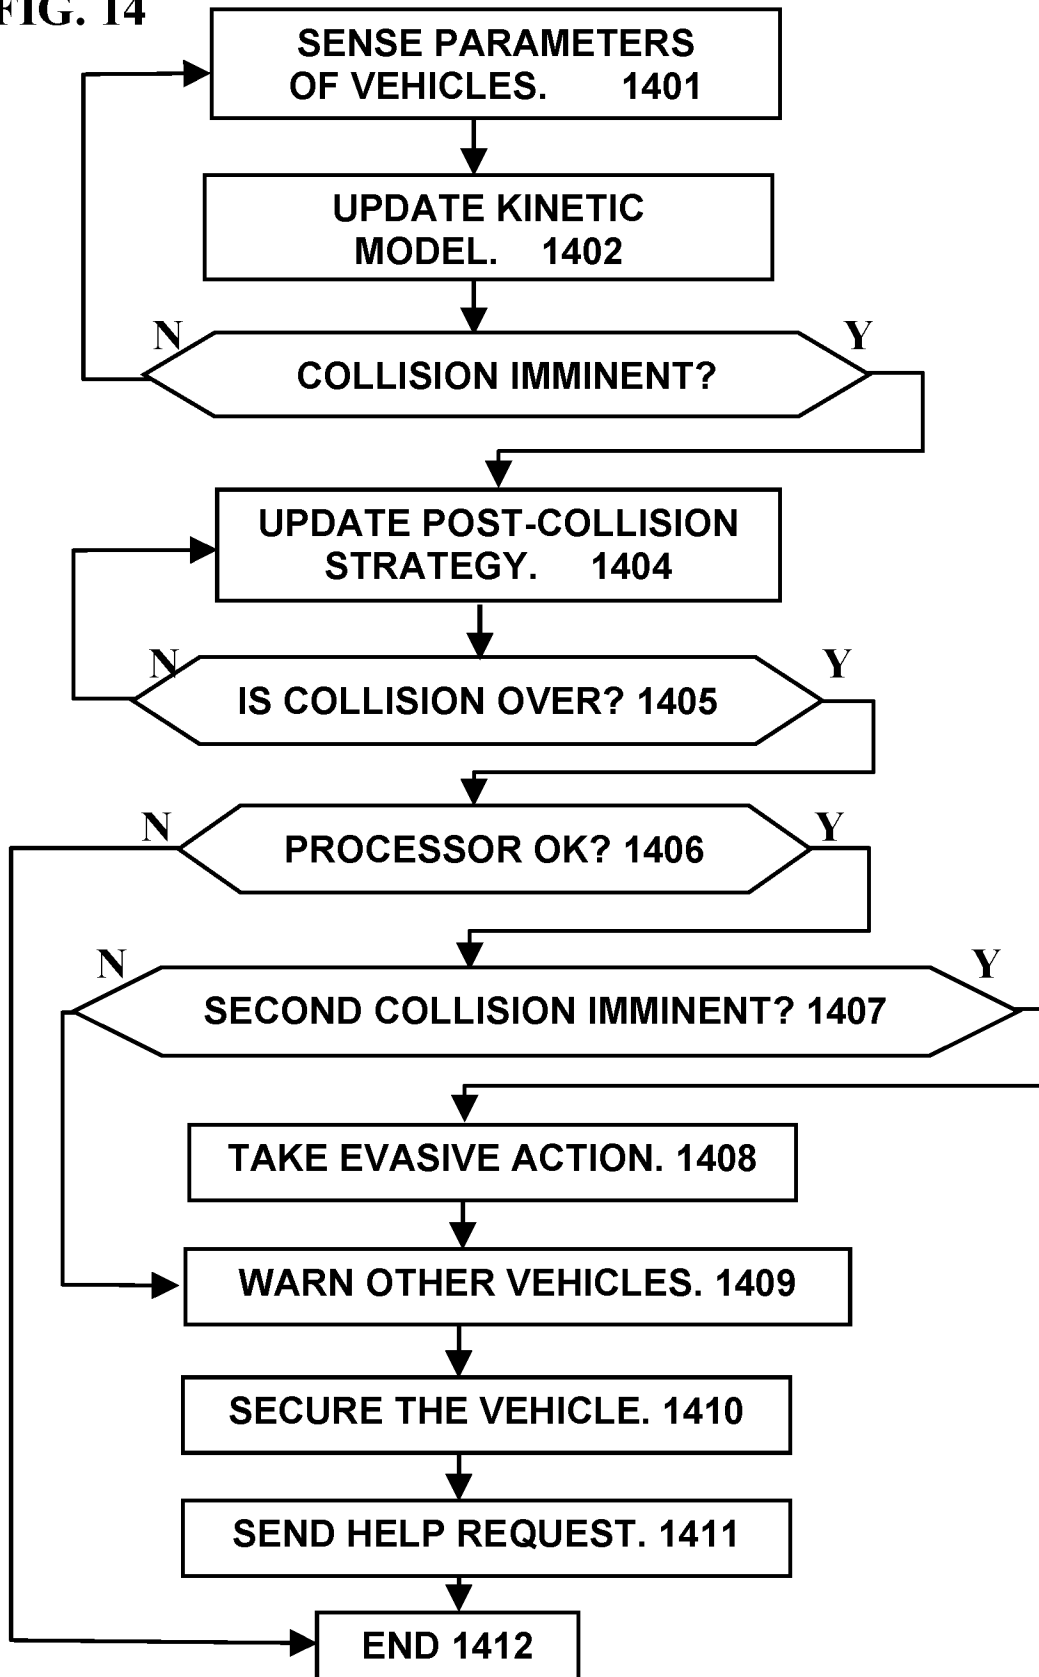 FIG. 14
SENSE PARAMETERS
OF VEHICLES. 1401
UPDATE KINETIC
MODEL. 1402
N
Y
COLLISION IMMINENT?
UPDATE POST-COLLISION
STRATEGY. 1404
N
Y
IS COLLISION OVER? 1405
N
Y
PROCESSOR OK? 1406
N
Y
SECOND COLLISION IMMINENT? 1407
TAKE EVASIVE ACTION. 1408
WARN OTHER VEHICLES. 1409
SECURE THE VEHICLE. 1410
SEND HELP REQUEST. 1411
END 1412